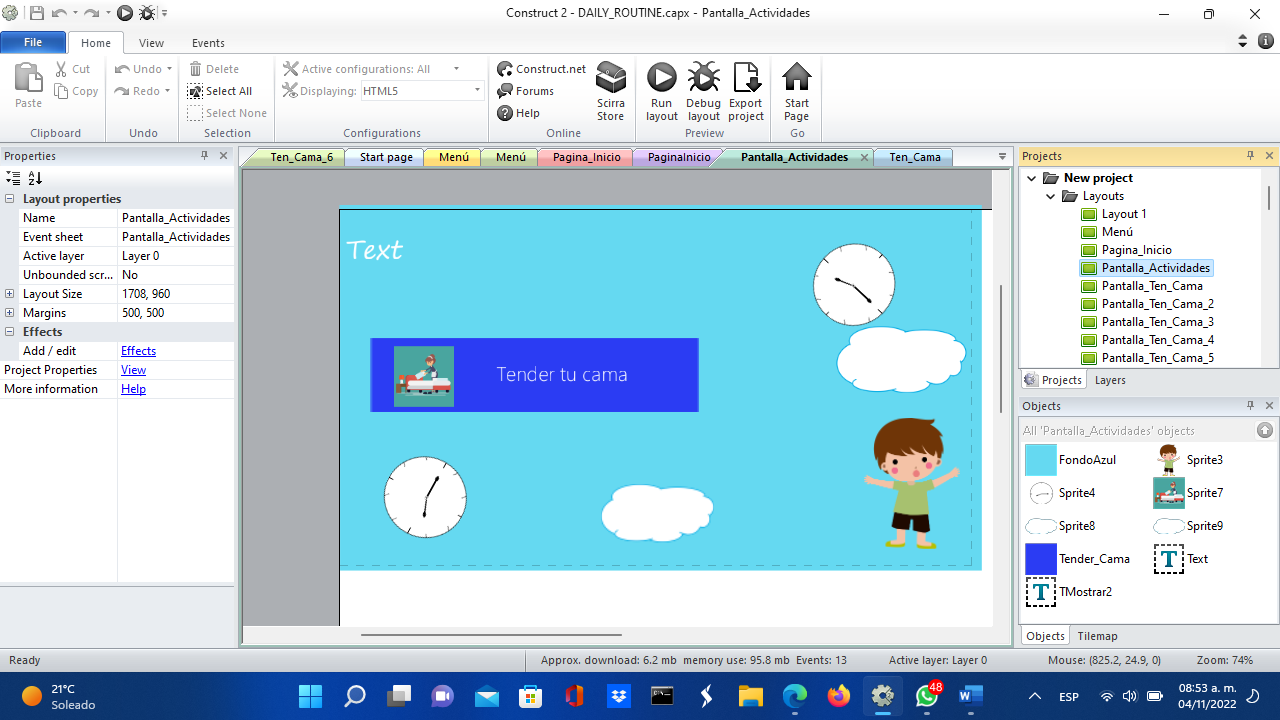 Construct 2 - DAILY_ROUTINE.capx - Pantalla_Actividades
File Home View Events
Paste Cut Copy Clipboard
Undo Redo Undo
Delete Select All Select None Selection
Active configurations: All
Displaying: HTML5
Configurations
Construct.net Forums Help Scirra Store Online
Run layout Debug layout Export project Preview
Start Page Go
Properties
Layout properties
Name Pantalla_Actividades
Event sheet Pantalla_Actividades
Active layer Layer 0
Unbounded scr... No
Layout Size 1708, 960
Margins 500, 500
Effects
Add / edit Effects
Project Properties View
More information Help
Ten_Cama_6 Start page Menú Menú Pagina_Inicio PaginaInicio Pantalla_Actividades Ten_Cama
Text
Tender tu cama
Projects
New project
Layouts
Layout 1
Menú
Pagina_Inicio
Pantalla_Actividades
Pantalla_Ten_Cama
Pantalla_Ten_Cama_2
Pantalla_Ten_Cama_3
Pantalla_Ten_Cama_4
Pantalla_Ten_Cama_5
Projects Layers
Objects
All 'Pantalla_Actividades' objects
FondoAzul Sprite3
Sprite4 Sprite7
Sprite8 Sprite9
Tender_Cama T Text
T TMostrar2
Objects Tilemap
Ready Approx. download: 6.2 mb memory use: 95.8 mb Events: 13 Active layer: Layer 0 Mouse: (825.2, 24.9, 0) Zoom: 74%
21°C
Soleado
48
ESP
08:53 a. m.
04/11/2022